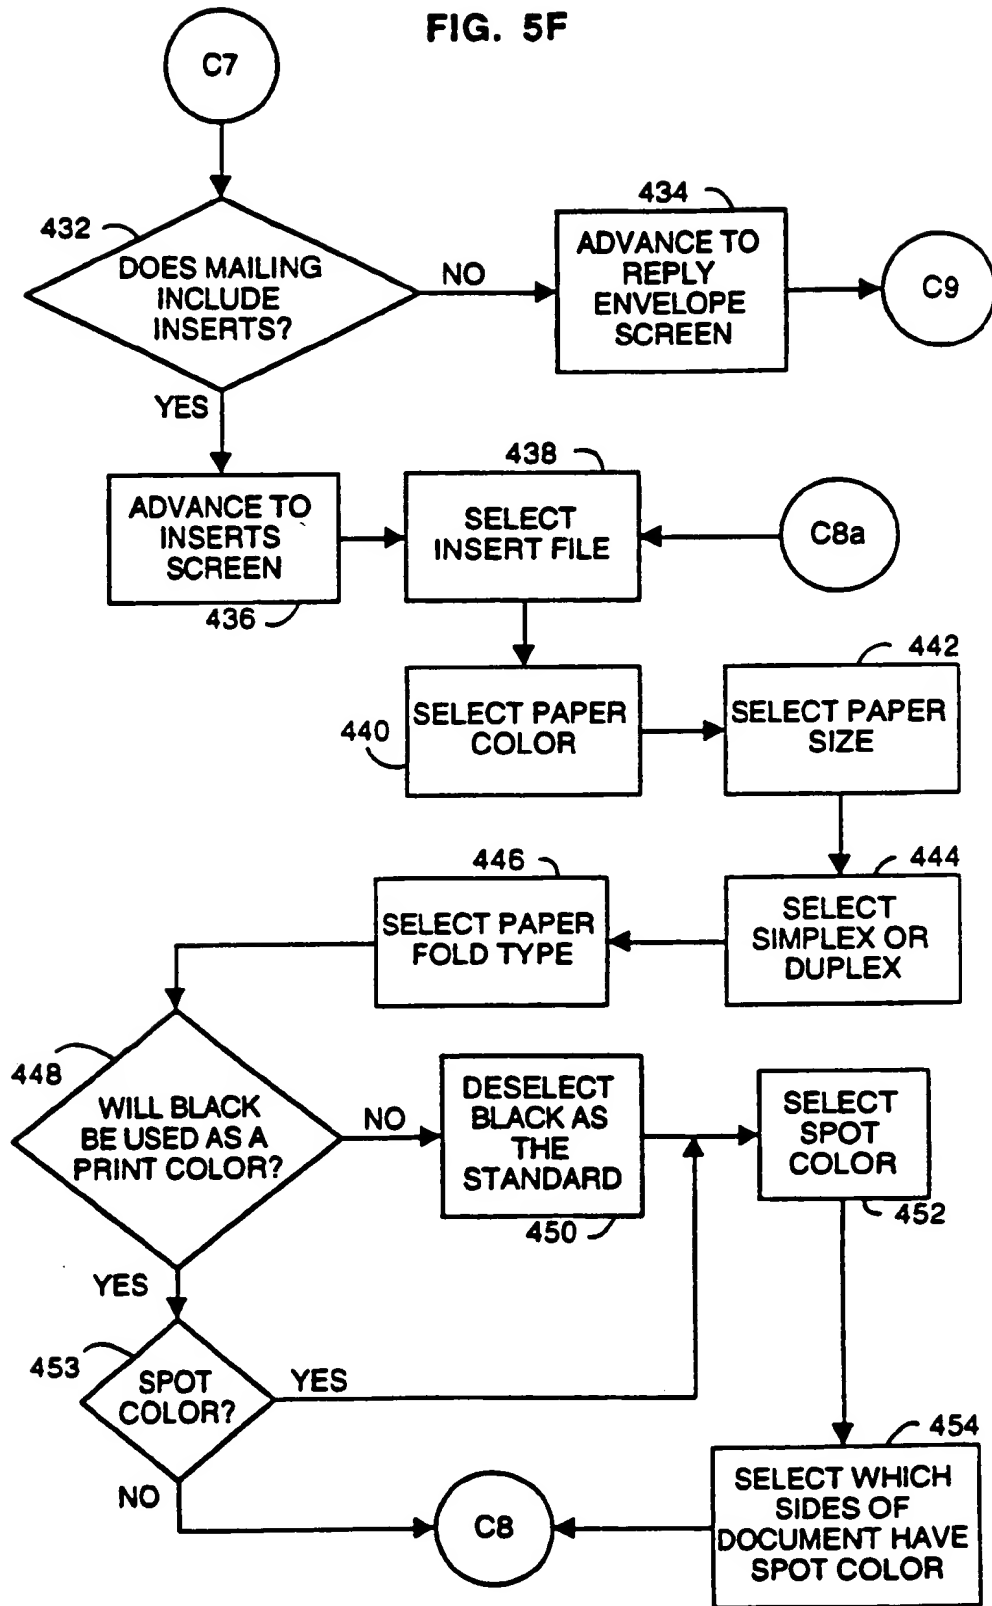 FIG. 5F
C7
432
DOES MAILING
INCLUDE
INSERTS?
NO
434
ADVANCE TO
REPLY
ENVELOPE
SCREEN
C9
YES
ADVANCE TO
INSERTS
SCREEN
436
438
SELECT
INSERT FILE
C8a
440
SELECT PAPER
COLOR
442
SELECT PAPER
SIZE
444
SELECT
SIMPLEX OR
DUPLEX
446
SELECT PAPER
FOLD TYPE
448
WILL BLACK
BE USED AS A
PRINT COLOR?
NO
DESELECT
BLACK AS
THE
STANDARD
450
SELECT
SPOT
COLOR
452
YES
453
SPOT
COLOR?
YES
NO
C8
454
SELECT WHICH
SIDES OF
DOCUMENT HAVE
SPOT COLOR